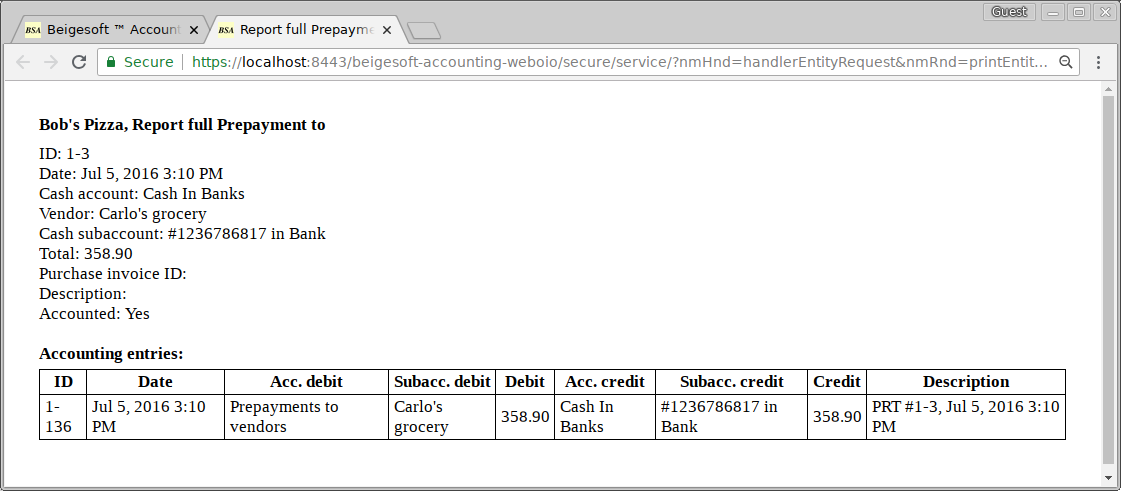 Guest
BSA Beigesoft ™ Account
BSA Report full Prepayme
Secure https://localhost:8443/beigesoft-accounting-weboio/secure/service/?nmHnd=handlerEntityRequest&nmRnd=printEntit...
Bob's Pizza, Report full Prepayment to
ID: 1-3
Date: Jul 5, 2016 3:10 PM
Cash account: Cash In Banks
Vendor: Carlo's grocery
Cash subaccount: #1236786817 in Bank
Total: 358.90
Purchase invoice ID:
Description:
Accounted: Yes
Accounting entries:
ID Date Acc. debit Subacc. debit Debit Acc. credit Subacc. credit Credit Description
1- Jul 5, 2016 3:10 Prepayments to Carlo's 358.90 Cash In #1236786817 in 358.90 PRT #1-3, Jul 5, 2016 3:10
136 PM vendors grocery Banks Bank PM